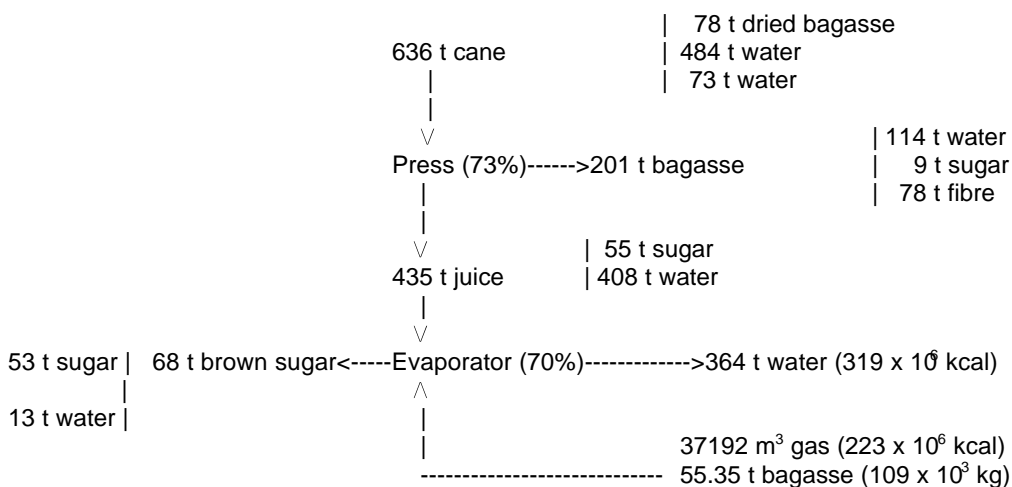 | 78 t dried bagasse
636 t cane | 484 t water
| | 73 t water
|
V
| 114 t water
Press (73%)------>201 t bagasse | 9 t sugar
| | 78 t fibre
|
V | 55 t sugar
435 t juice | 408 t water
|
V
53 t sugar | 68 t brown sugar<-----Evaporator (70%)------------->364 t water (319 x 10⁶ kcal)
| ^
13 t water | |
| 37192 m³ gas (223 x 10⁶ kcal)
-------------------------- 55.35 t bagasse (109 x 10³ kg)